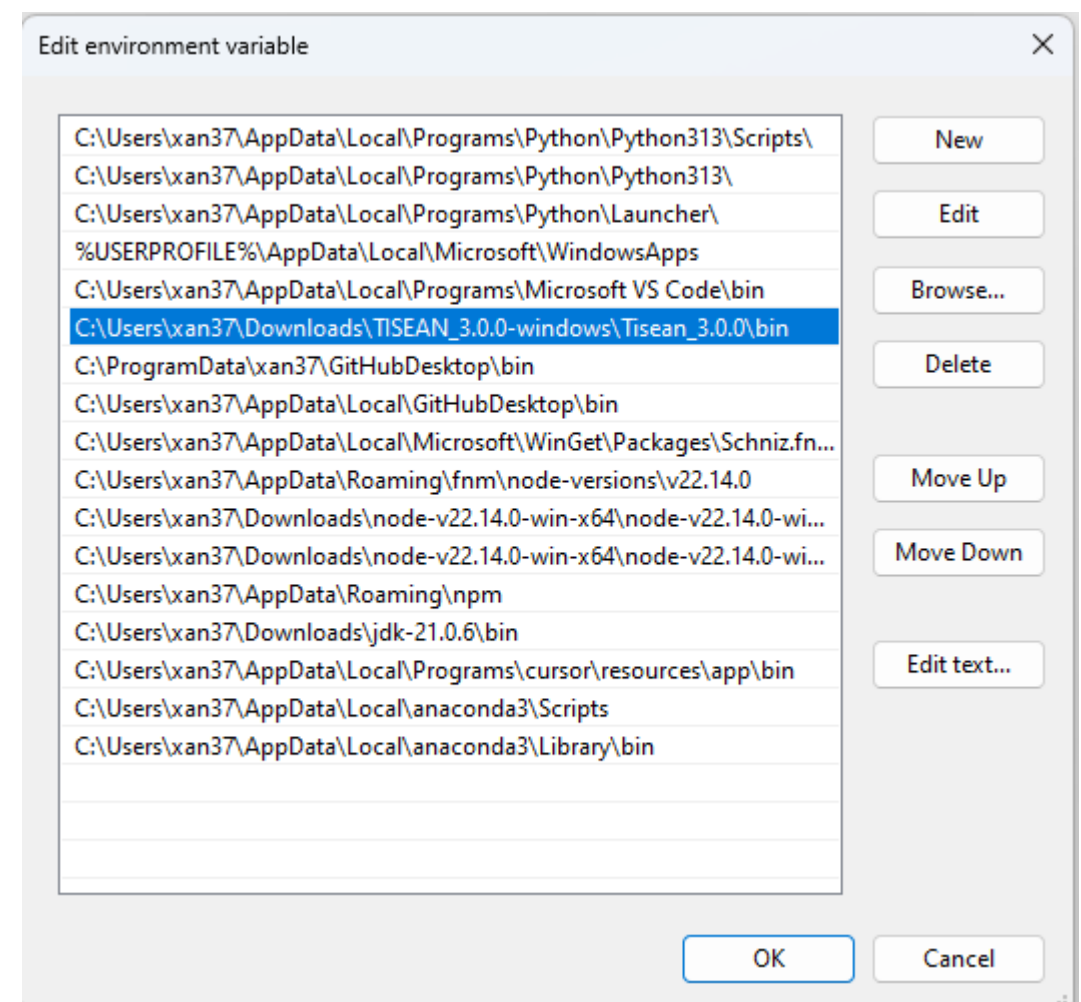 Edit environment variable
C:\Users\xan37\AppData\Local\Programs\Python\Python313\Scripts\
C:\Users\xan37\AppData\Local\Programs\Python\Python313\
C:\Users\xan37\AppData\Local\Programs\Python\Launcher\
%USERPROFILE%\AppData\Local\Microsoft\WindowsApps
C:\Users\xan37\AppData\Local\Programs\Microsoft VS Code\bin
C:\Users\xan37\Downloads\TISEAN_3.0.0-windows\Tisean_3.0.0\bin
C:\ProgramData\xan37\GitHubDesktop\bin
C:\Users\xan37\AppData\Local\GitHubDesktop\bin
C:\Users\xan37\AppData\Local\Microsoft\WinGet\Packages\Schniz.fn...
C:\Users\xan37\AppData\Roaming\fnm\node-versions\v22.14.0
C:\Users\xan37\Downloads\node-v22.14.0-win-x64\node-v22.14.0-wi...
C:\Users\xan37\Downloads\node-v22.14.0-win-x64\node-v22.14.0-wi...
C:\Users\xan37\AppData\Roaming\npm
C:\Users\xan37\Downloads\jdk-21.0.6\bin
C:\Users\xan37\AppData\Local\Programs\cursor\resources\app\bin
C:\Users\xan37\AppData\Local\anaconda3\Scripts
C:\Users\xan37\AppData\Local\anaconda3\Library\bin
New
Edit
Browse...
Delete
Move Up
Move Down
Edit text...
OK
Cancel